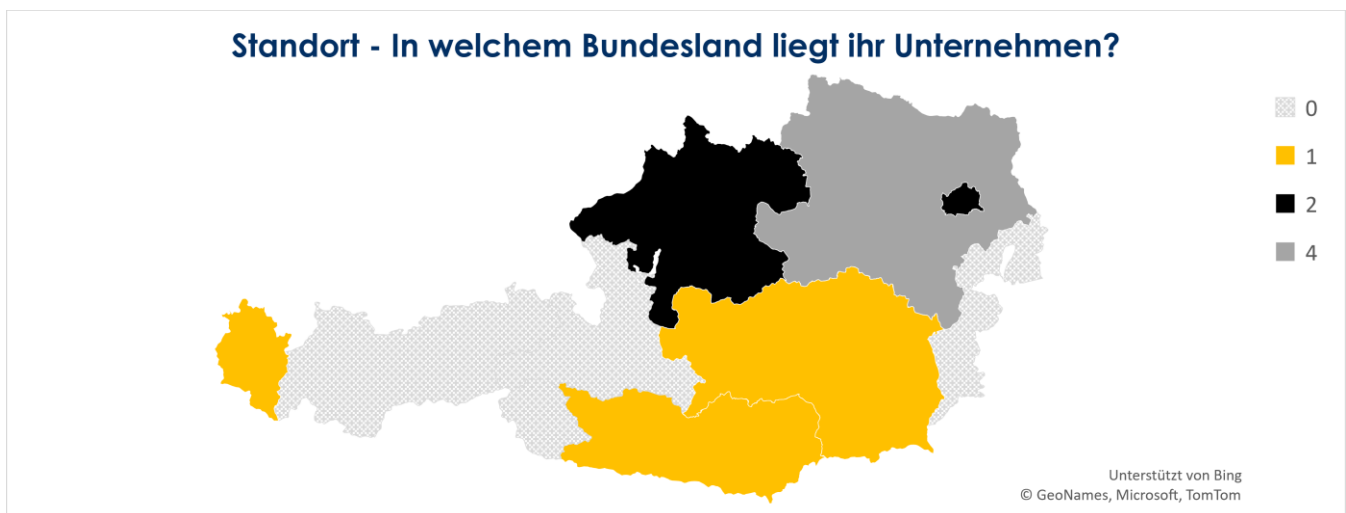 Standort - In welchem Bundesland liegt ihr Unternehmen?
0
1
2
4
Unterstützt von Bing
© GeoNames, Microsoft, TomTom